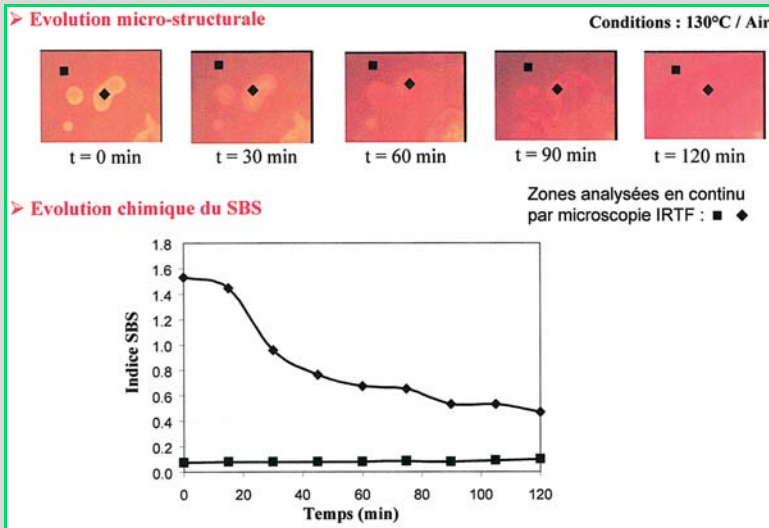 ➤ Evolution micro-structurale
Conditions : 130°C / Air
t = 0 min
t = 30 min
t = 60 min
t = 90 min
t = 120 min
Zones analysées en continu
par microscopie IRTF : ■ ◆
➤ Evolution chimique du SBS
Indice SBS
1.8
1.6
1.4
1.2
1.0
0.8
0.6
0.4
0.2
0.0
0 20 40 60 80 100 120
Temps (min)